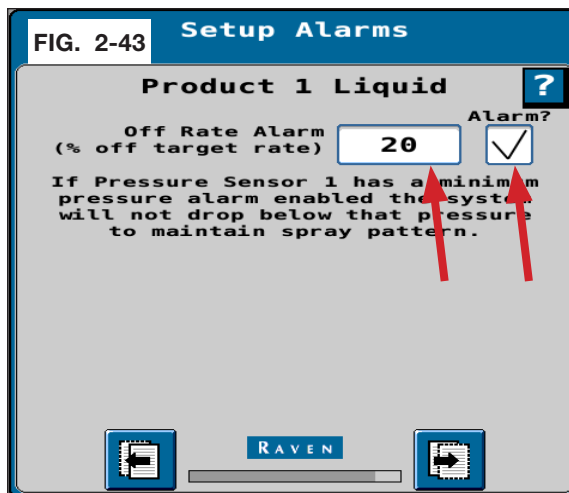 FIG. 2-43
Setup Alarms
Product 1 Liquid
?
Alarm?
Off Rate Alarm
(% off target rate)
20
If Pressure Sensor 1 has a minimum
pressure alarm enabled the system
will not drop below that pressure
to maintain spray pattern.
RAVEN